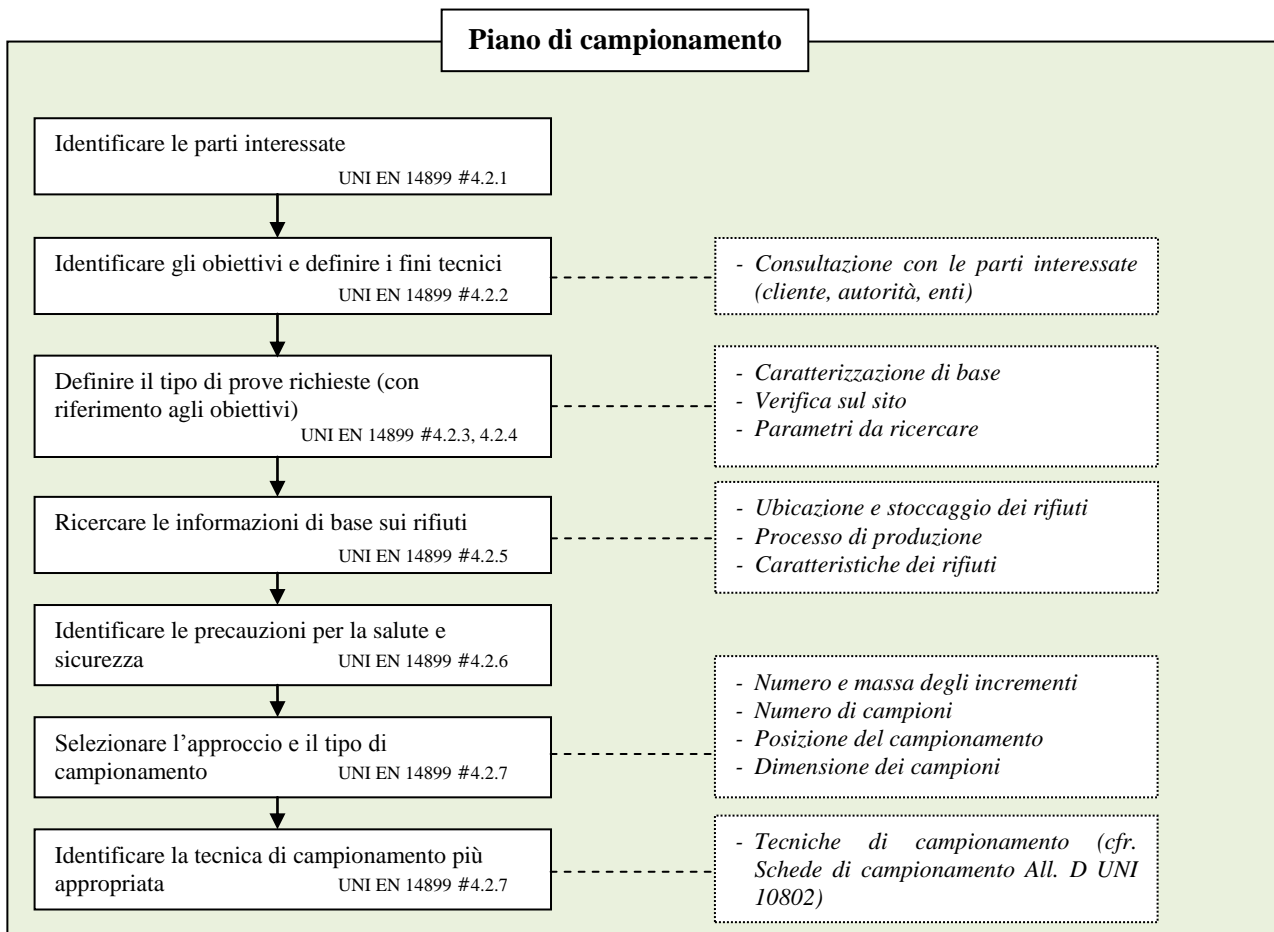 Piano di campionamento
Identificare le parti interessate
UNI EN 14899 #4.2.1
Identificare gli obiettivi e definire i fini tecnici
UNI EN 14899 #4.2.2
- Consultazione con le parti interessate
(cliente, autorità, enti)
Definire il tipo di prove richieste (con
riferimento agli obiettivi)
UNI EN 14899 #4.2.3, 4.2.4
- Caratterizzazione di base
- Verifica sul sito
- Parametri da ricercare
Ricercare le informazioni di base sui rifiuti
UNI EN 14899 #4.2.5
- Ubicazione e stoccaggio dei rifiuti
- Processo di produzione
- Caratteristiche dei rifiuti
Identificare le precauzioni per la salute e
sicurezza UNI EN 14899 #4.2.6
Selezionare l'approccio e il tipo di
campionamento UNI EN 14899 #4.2.7
- Numero e massa degli incrementi
- Numero di campioni
- Posizione del campionamento
- Dimensione dei campioni
Identificare la tecnica di campionamento più
appropriata UNI EN 14899 #4.2.7
- Tecniche di campionamento (cfr.
Schede di campionamento All. D UNI
10802)